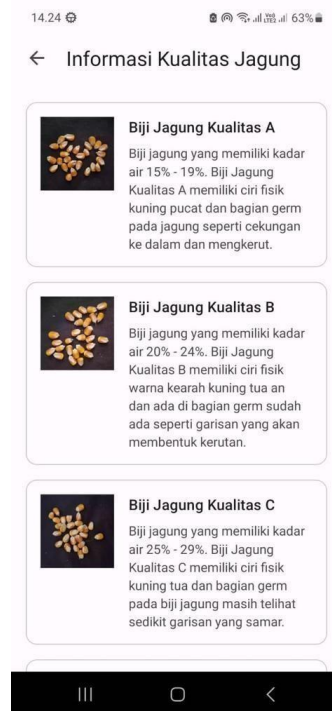 14.24
63%
Informasi Kualitas Jagung
Biji Jagung Kualitas A
Biji jagung yang memiliki kadar
air 15% - 19%. Biji Jagung
Kualitas A memiliki ciri fisik
kuning pucat dan bagian germ
pada jagung seperti cekungan
ke dalam dan mengkerut.
Biji Jagung Kualitas B
Biji jagung yang memiliki kadar
air 20% - 24%. Biji Jagung
Kualitas B memiliki ciri fisik
warna kearah kuning tua an
dan ada di bagian germ sudah
ada seperti garisan yang akan
membentuk kerutan.
Biji Jagung Kualitas C
Biji jagung yang memiliki kadar
air 25% - 29%. Biji Jagung
Kualitas C memiliki ciri fisik
kuning tua dan bagian germ
pada biji jagung masih telihat
sedikit garisan yang samar.